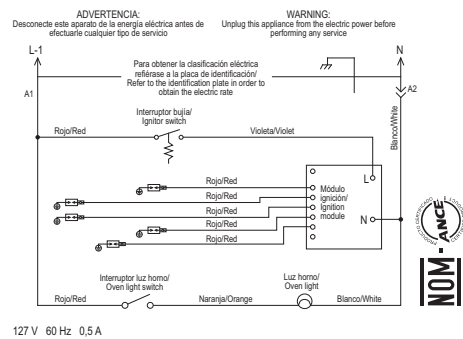 ADVERTENCIA:
Desconecte este aparato de la energía eléctrica antes de
efectuarle cualquier tipo de servicio
WARNING:
Unplug this appliance from the electric power before
performing any service
L-1
N
Para obtener la clasificación eléctrica
refiérase a la placa de identificación/
Refer to the identification plate in order to
obtain the electric rate
A1
A2
Interruptor bujía/
Ignitor switch
Rojo/Red
Violeta/Violet
Blanco/White
Rojo/Red
Rojo/Red
Rojo/Red
Rojo/Red
Rojo/Red
L
Módulo
ignición/
Ignition
module
N
Interruptor luz horno/
Oven light switch
Luz horno/
Oven light
Rojo/Red
Naranja/Orange
Blanco/White
NOM-ANCE
PRODUCTO CERTIFICADO
127 V 60 Hz 0,5 A